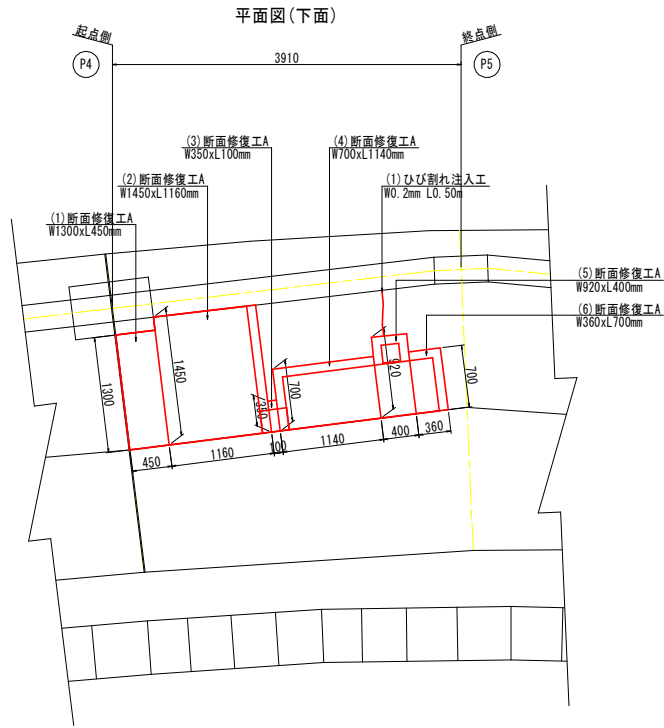 平面図(下面)
起点側
終点側
P4
P5
3910
(3)断面修復工A
W350xL100mm
(4)断面修復工A
W700xL1140mm
(2)断面修復工A
W1450xL1160mm
(1)ひび割れ注入工
W0.2mm L0.50m
(1)断面修復工A
W1300xL450mm
(5)断面修復工A
W920xL400mm
(6)断面修復工A
W360xL700mm
1300
1450
350
700
920
700
450
1160
100
1140
400
360